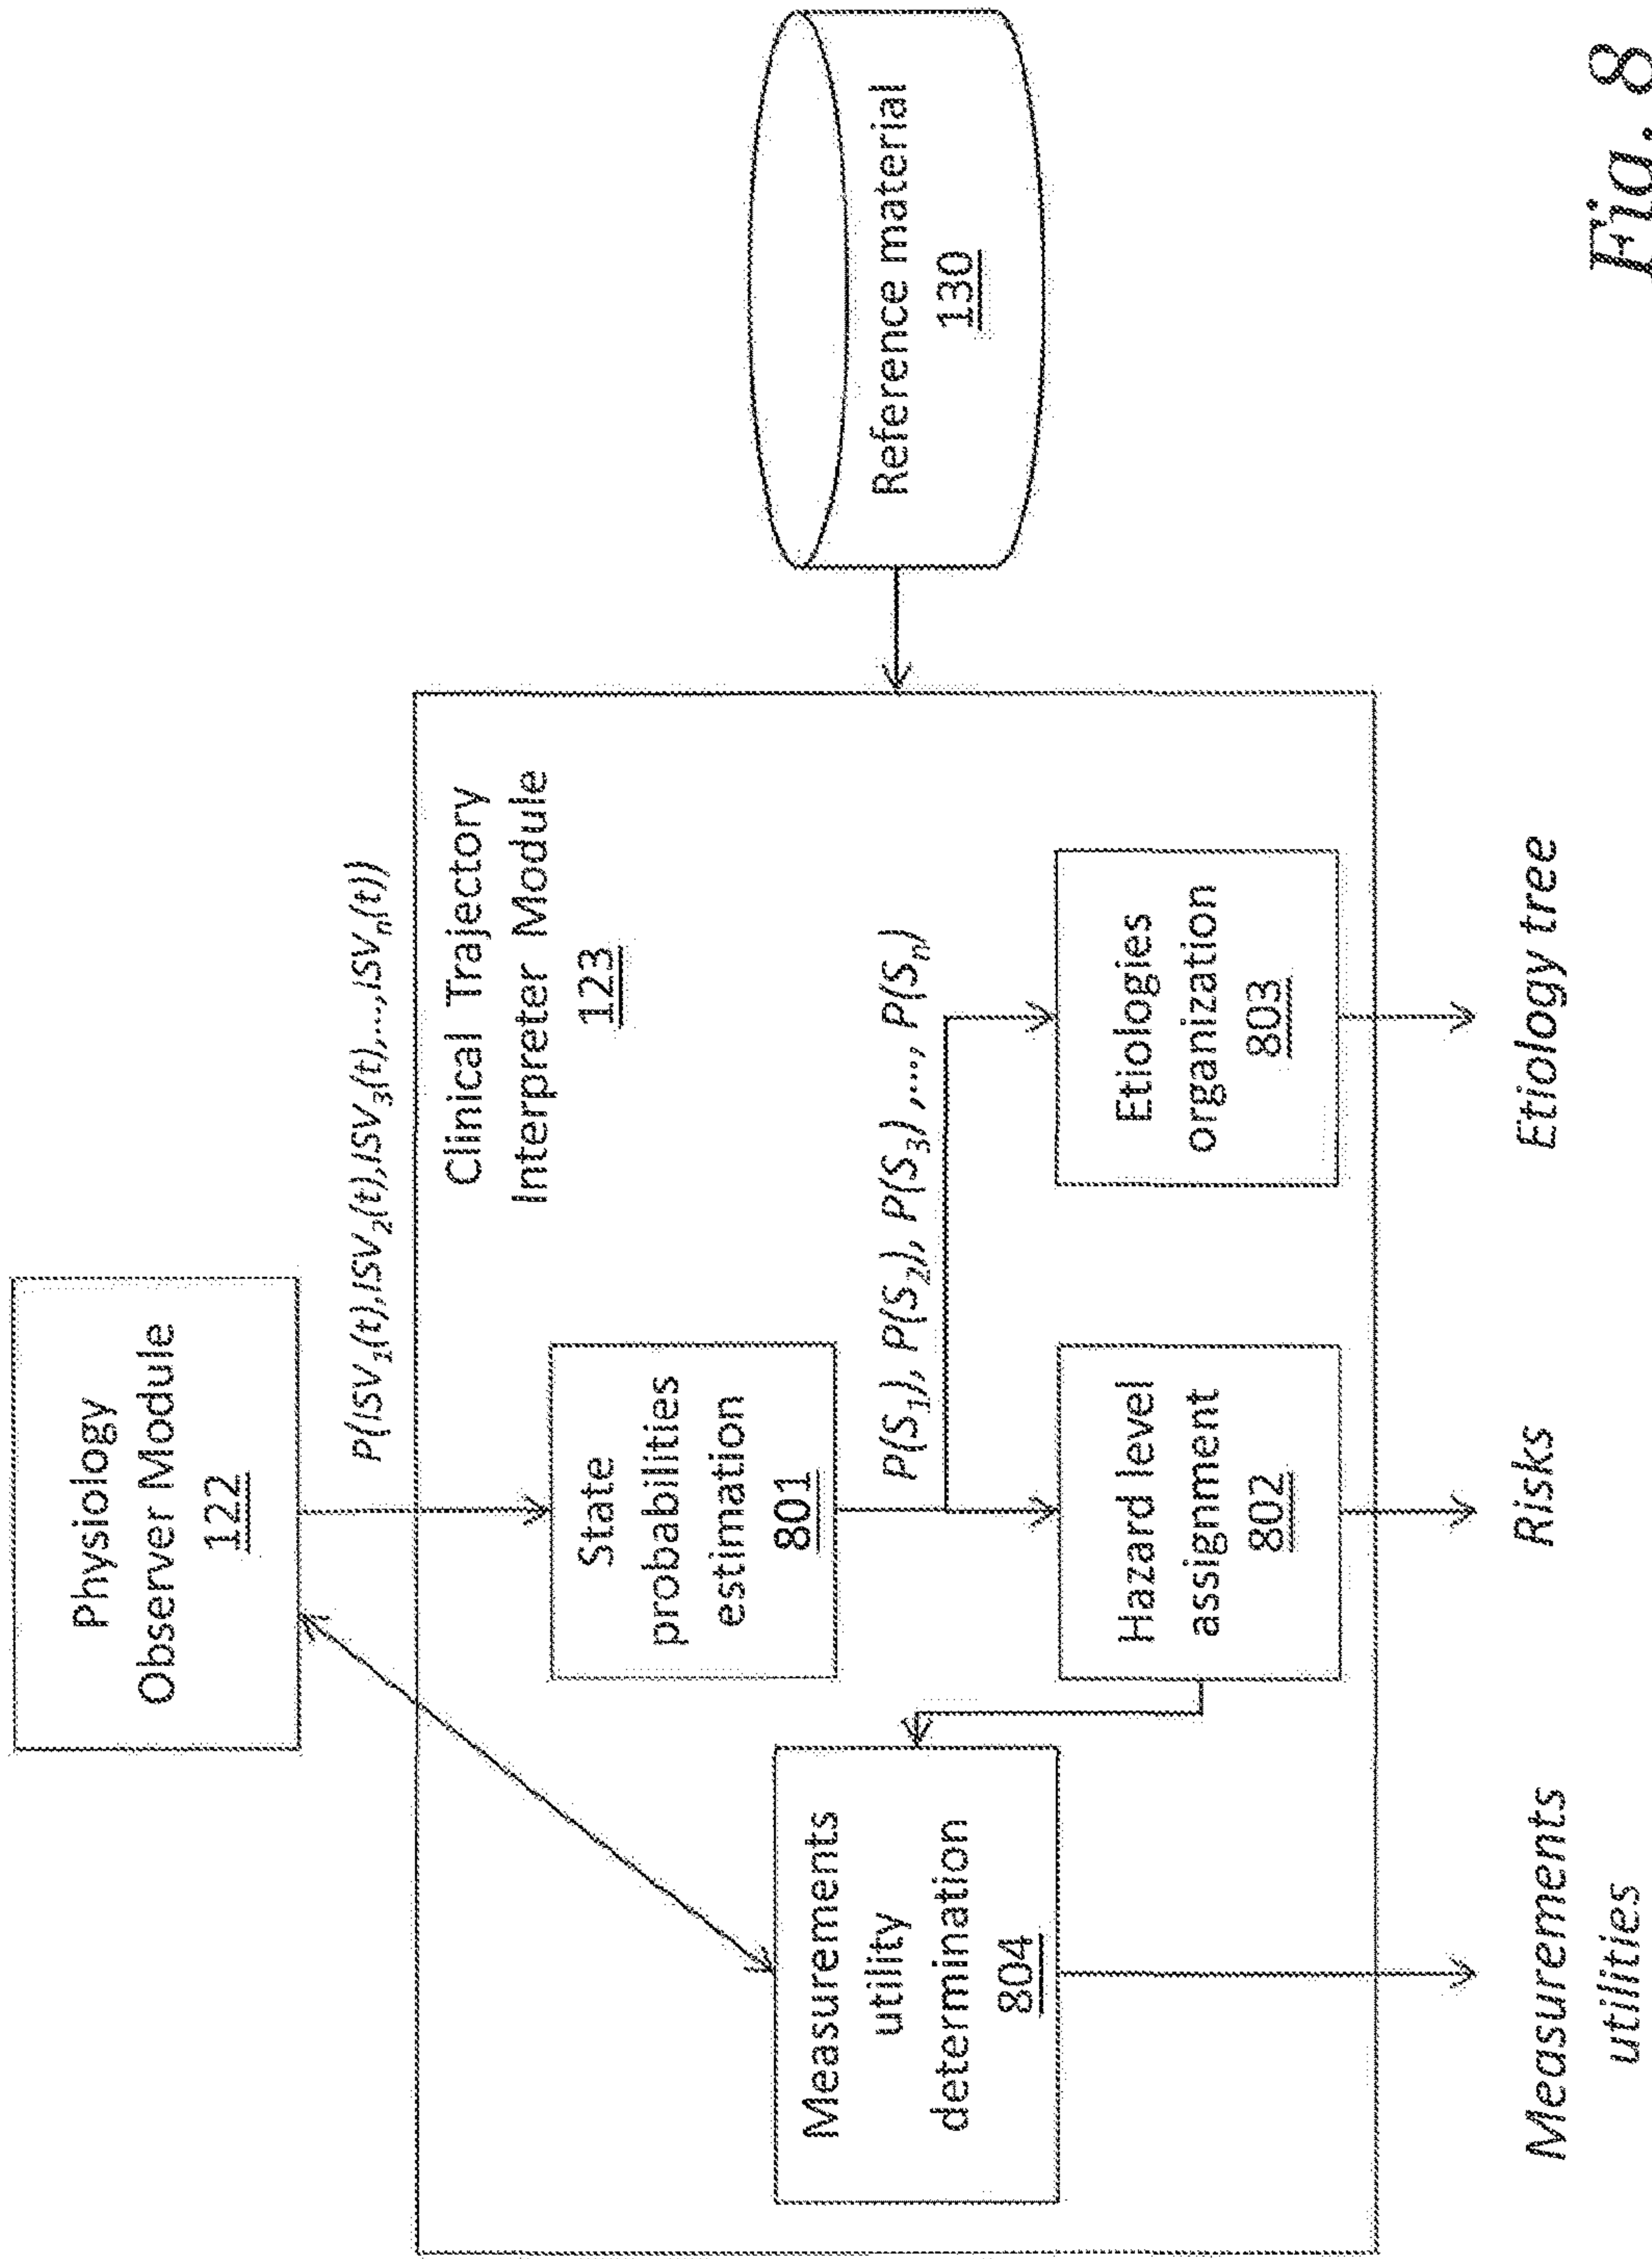 Physiology
Observer Module
122
P(ISV₁(t),ISV₂(t),ISV₃(t),...,ISVₙ(t))
Clinical Trajectory
Interpreter Module
123
State
probabilities
estimation
801
Reference material
130
Measurements
utility
determination
804
P(S₁), P(S₂), P(S₃) ,..., P(Sₙ)
Hazard level
assignment
802
Etiologies
organization
803
Measurements
utilities
Risks
Etiology tree
Fig. 8